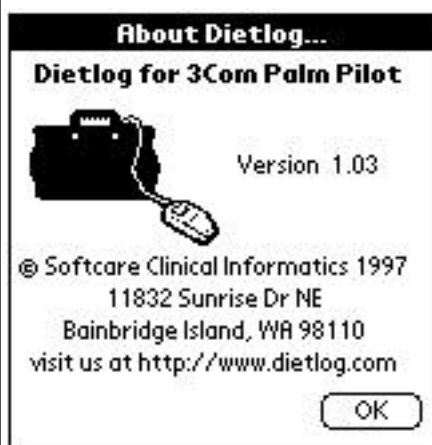 About Dietlog...
Dietlog for 3Com Palm Pilot
Version 1.03
© Softcare Clinical Informatics 1997
11832 Sunrise Dr NE
Bainbridge Island, WA 98110
visit us at http://www.dietlog.com
OK